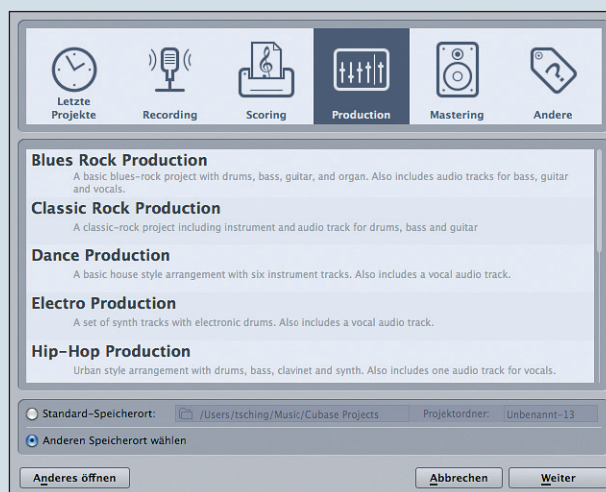 Letzte
Projekte
Recording
Scoring
Production
Mastering
Andere
Blues Rock Production
A basic blues-rock project with drums, bass, guitar, and organ. Also includes audio tracks for bass, guitar
and vocals.
Classic Rock Production
A classic-rock project including instrument and audio track for drums, bass and guitar
Dance Production
A basic house style arrangement with six instrument tracks. Also includes a vocal audio track.
Electro Production
A set of synth tracks with electronic drums. Also includes a vocal audio track.
Hip-Hop Production
Urban style arrangement with drums, bass, clavinet and synth. Also includes one audio track for vocals.
Standard-Speicherort: /Users/tsching/Music/Cubase Projects Projektordner: Unbenannt-13
Anderen Speicherort wählen
Anderes öffnen Abbrechen Weiter